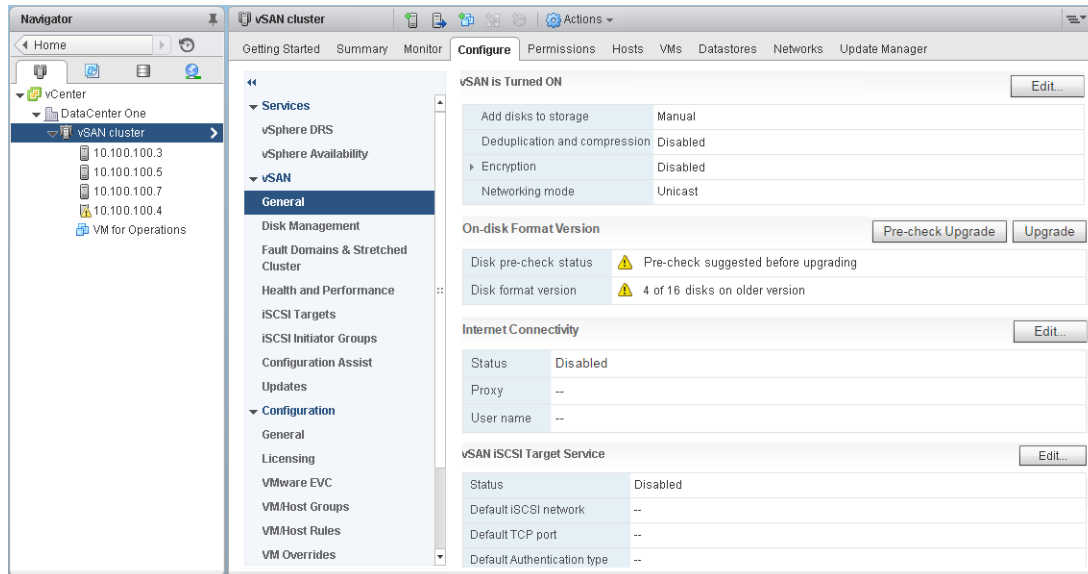 Navigator
Home
vCenter
DataCenter One
vSAN cluster
10.100.100.3
10.100.100.5
10.100.100.7
10.100.100.4
VM for Operations
vSAN cluster
Actions
Getting Started Summary Monitor Configure Permissions Hosts VMs Datastores Networks Update Manager
Services
vSphere DRS
vSphere Availability
vSAN
General
Disk Management
Fault Domains & Stretched
Cluster
Health and Performance
iSCSI Targets
iSCSI Initiator Groups
Configuration Assist
Updates
Configuration
General
Licensing
VMware EVC
VM/Host Groups
VM/Host Rules
VM Overrides
vSAN is Turned ON Edit...
Add disks to storage Manual
Deduplication and compression Disabled
Encryption Disabled
Networking mode Unicast
On-disk Format Version Pre-check Upgrade Upgrade
Disk pre-check status Pre-check suggested before upgrading
Disk format version 4 of 16 disks on older version
Internet Connectivity Edit...
Status Disabled
Proxy --
User name --
vSAN iSCSI Target Service Edit...
Status Disabled
Default iSCSI network --
Default TCP port --
Default Authentication type --